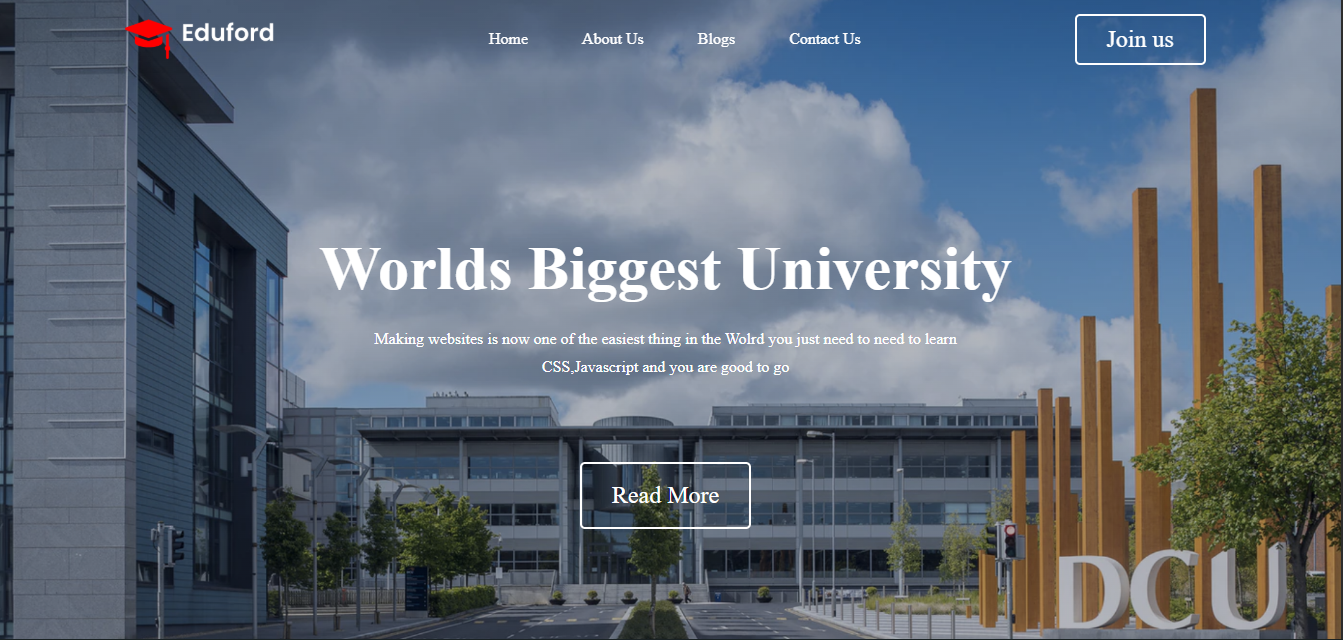 Eduford
Home
About Us
Blogs
Contact Us
Join us
Worlds Biggest University
Making websites is now one of the easiest thing in the Wolrd you just need to need to learn
CSS,Javascript and you are good to go
Read More
DCU